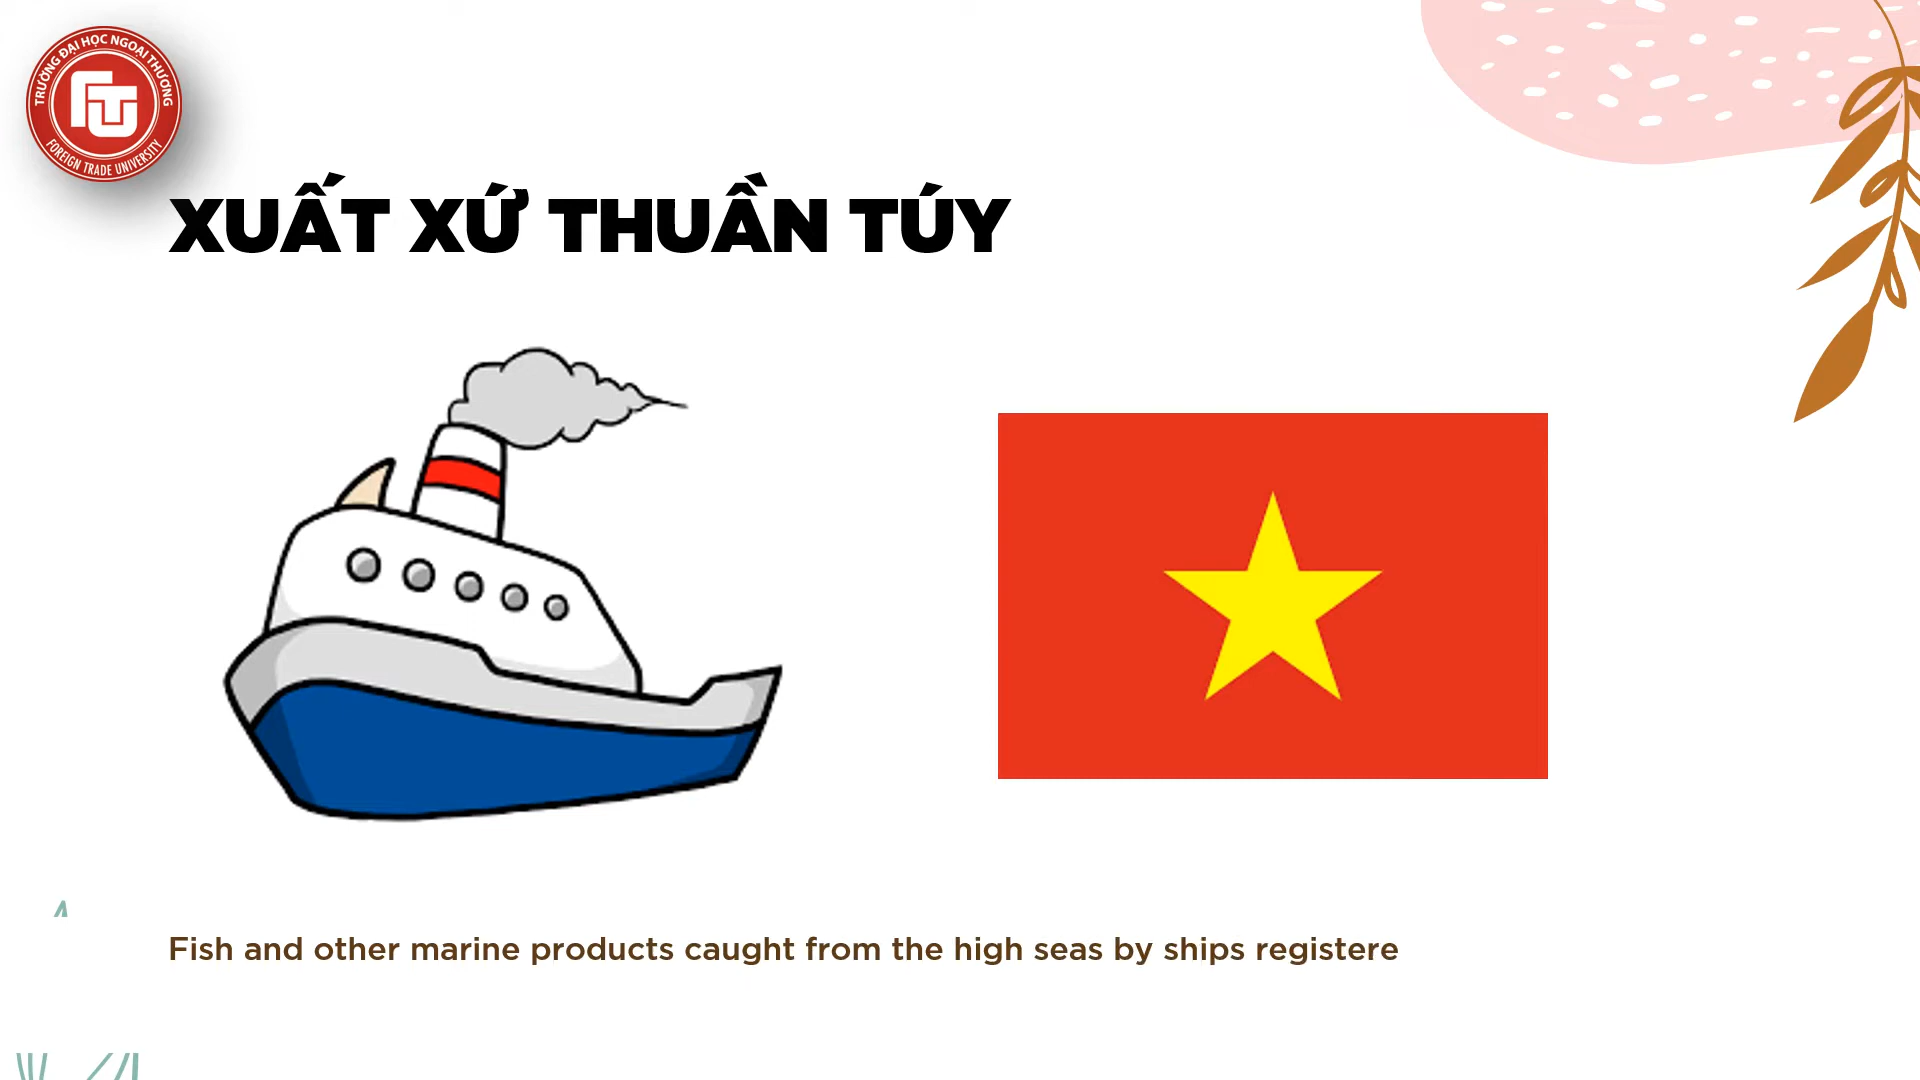 TRƯỜNG ĐẠI HỌC NGOẠI THƯƠNG
FTU
FOREIGN TRADE UNIVERSITY
XUẤT XỨ THUẦN TÚY
Fish and other marine products caught from the high seas by ships registere